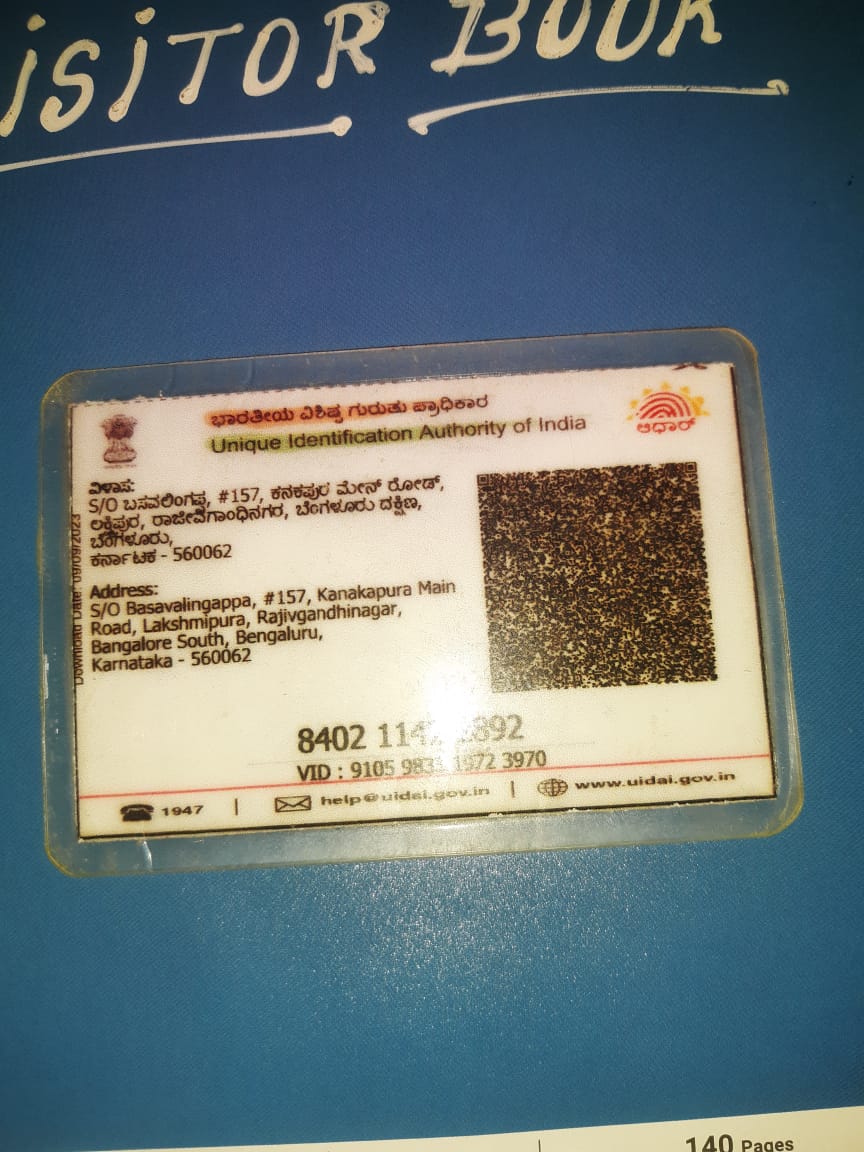 ISITOR BOOK
ಭಾರತೀಯ ವಿಶಿಷ್ಟ ಗುರುತು ಪ್ರಾಧಿಕಾರ
Unique Identification Authority of India
ಆಧಾರ್
ವಿಳಾಸ:
S/O ಬಸವಲಿಂಗಪ್ಪ, #157, ಕನಕಪುರ ಮೇನ್ ರೋಡ್,
ಲಕ್ಷ್ಮಿಪುರ, ರಾಜೀವಿಗಾಂಧಿನಗರ, ಬೆಂಗಳೂರು ದಕ್ಷಿಣ,
ಬೆಂಗಳೂರು,
ಕರ್ನಾಟಕ - 560062
Address:
S/O Basavalingappa, #157, Kanakapura Main
Road, Lakshmipura, Rajivgandhinagar,
Bangalore South, Bengaluru,
Karnataka - 560062
Download Date: 09/09/2023
8402
VID : 9105 1972 3970
1947 | help@uidai.gov.in | www.uidai.gov.in
140 Pages